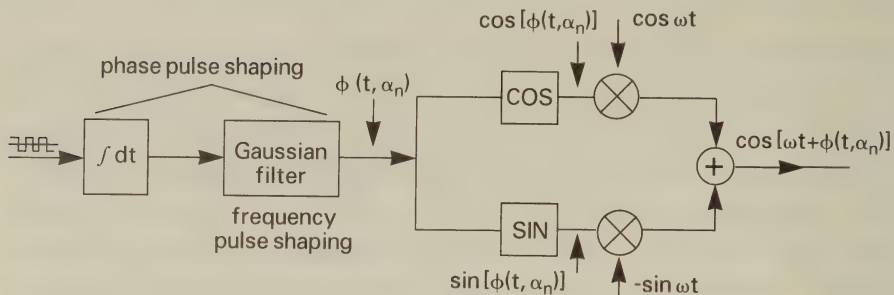 cos [ϕ(t,αn)]
cos ωt
phase pulse shaping
ϕ (t, αn)
COS
∫ dt
Gaussian
filter
cos [ωt+ϕ(t,αn)]
+
frequency
pulse shaping
SIN
sin [ϕ(t, αn)]
-sin ωt